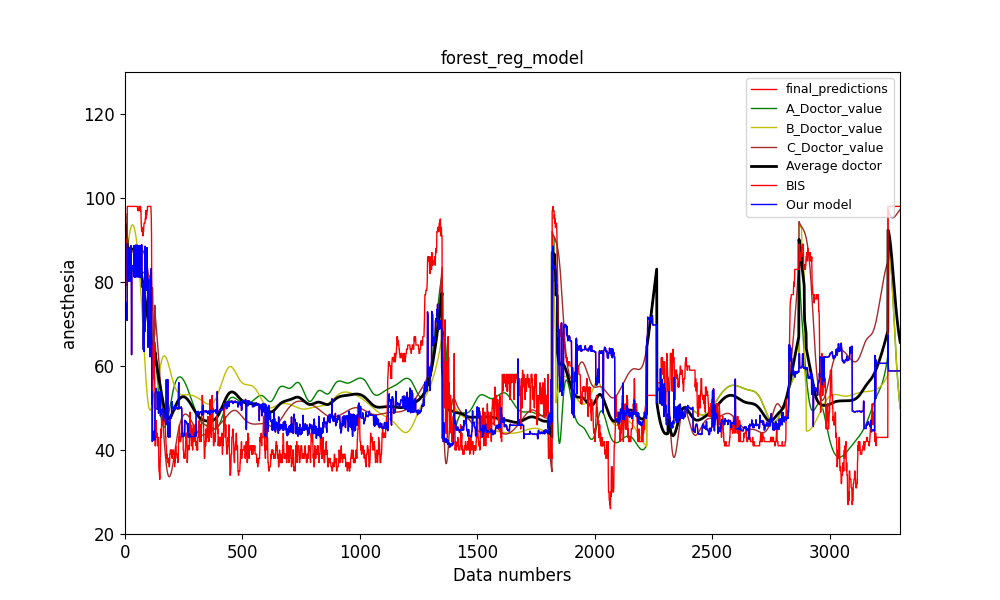 forest_reg_model
anesthesia
120
100
80
60
40
20
0
500
1000
1500
2000
2500
3000
Data numbers
final_predictions
A_Doctor_value
B_Doctor_value
C_Doctor_value
Average doctor
BIS
Our model